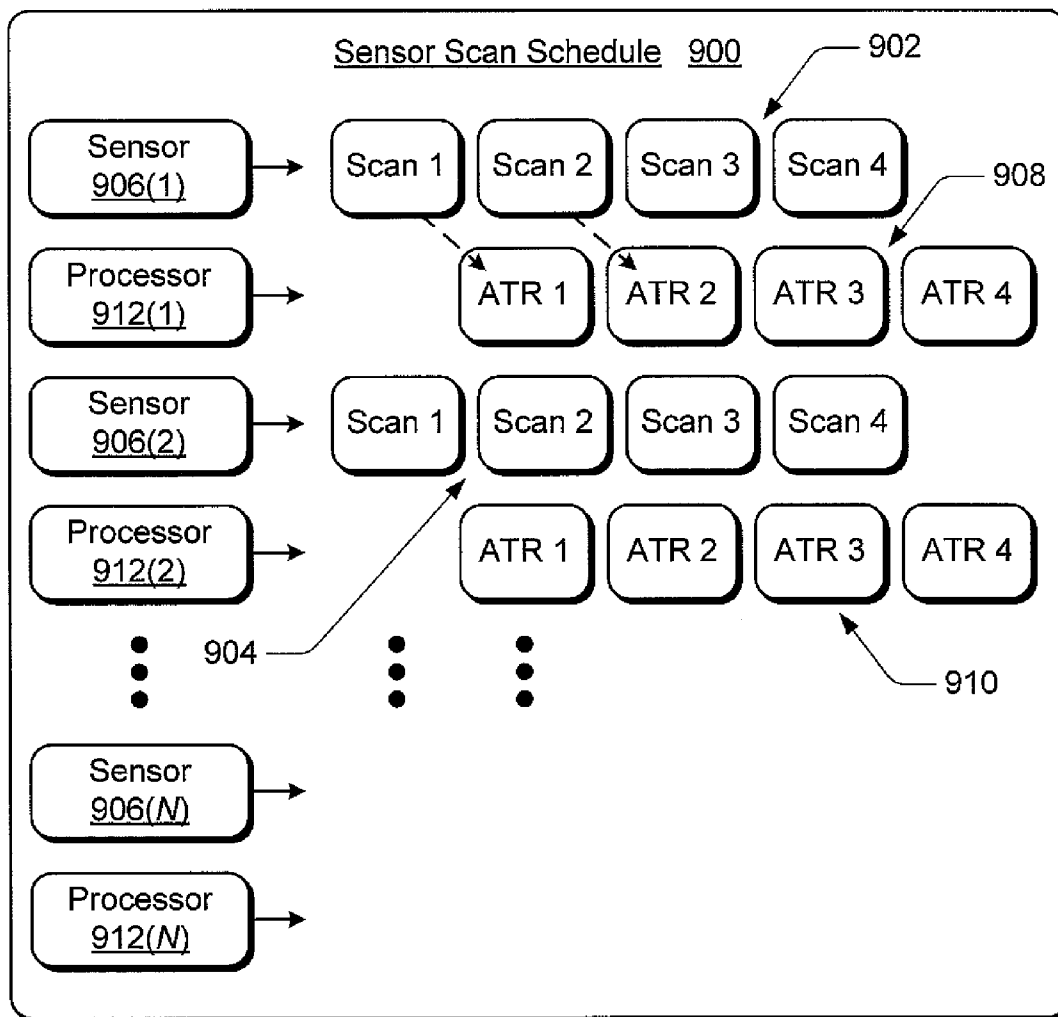 Sensor Scan Schedule 900
902
Sensor
906(1)
Scan 1
Scan 2
Scan 3
Scan 4
908
Processor
912(1)
ATR 1
ATR 2
ATR 3
ATR 4
Sensor
906(2)
Scan 1
Scan 2
Scan 3
Scan 4
Processor
912(2)
ATR 1
ATR 2
ATR 3
ATR 4
904
910
Sensor
906(N)
Processor
912(N)